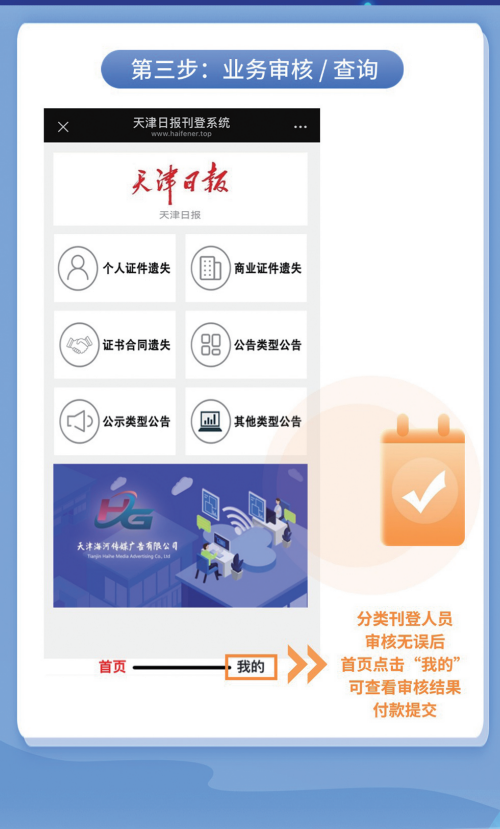 第三步：业务审核 / 查询
天津日报刊登系统
www.haifener.top
天津日报
天津日报
个人证件遗失
商业证件遗失
证书合同遗失
公告类型公告
公示类型公告
其他类型公告
HG
天津海河传媒广告有限公司
Tianjin Haihe Media Advertising Co., Ltd
首页
我的
分类刊登人员
审核无误后
首页点击“我的”
可查看审核结果
付款提交